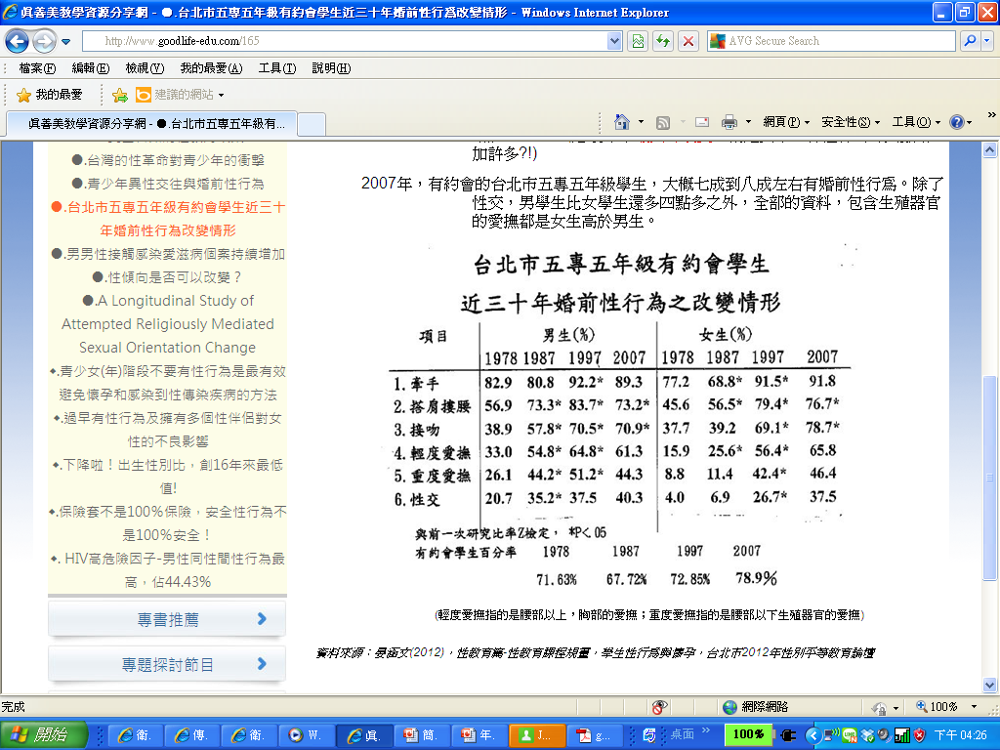 真善美教學資源分享網 - ●.台北市五專五年級有約會學生近三十年婚前性行為改變情形 - Windows Internet Explorer
http://www.goodlife-edu.com/165
AVG Secure Search
檔案(F) 編輯(E) 檢視(V) 我的最愛(A) 工具(T) 說明(H)
我的最愛 建議的網站
真善美教學資源分享網 - ●.台北市五專五年級有...
網頁(P) 安全性(S) 工具(O)
●.台灣的性革命對青少年的衝擊
●.青少年異性交往與婚前性行為
●.台北市五專五年級有約會學生近三十
年婚前性行為改變情形
●.男男性接觸感染愛滋病個案持續增加
●.性傾向是否可以改變？
●.A Longitudinal Study of
Attempted Religiously Mediated
Sexual Orientation Change
◆.青少女(年)階段不要有性行為是最有效
避免懷孕和感染到性傳染疾病的方法
◆.過早有性行為及擁有多個性伴侶對女
性的不良影響
◆.下降啦！出生性別比，創16年來最低
值!
◆.保險套不是100%保險，安全性行為不
是100%安全！
◆. HIV高危險因子-男性同性間性行為最
高，佔44.43%
專書推薦
專題探討節目
加許多?!)
2007年，有約會的台北市五專五年級學生，大概七成到八成左右有婚前性行為。除了
性交，男學生比女學生還多四點多之外，全部的資料，包含生殖器官
的愛撫都是女生高於男生。
台北市五專五年級有約會學生
近三十年婚前性行為之改變情形
項目 男生(%) 女生(%)
1978 1987 1997 2007 1978 1987 1997 2007
1.牽手 82.9 80.8 92.2* 89.3 77.2 68.8* 91.5* 91.8
2.搭肩摟腰 56.9 73.3* 83.7* 73.2* 45.6 56.5* 79.4* 76.7*
3.接吻 38.9 57.8* 70.5* 70.9* 37.7 39.2 69.1* 78.7*
4.輕度愛撫 33.0 54.8* 64.8* 61.3 15.9 25.6* 56.4* 65.8
5.重度愛撫 26.1 44.2* 51.2* 44.3 8.8 11.4 42.4* 46.4
6.性交 20.7 35.2* 37.5 40.3 4.0 6.9 26.7* 37.5
與前一次研究比率Z檢定， *P<.05
有約會學生百分率 1978 1987 1997 2007
71.63% 67.72% 72.85% 78.9%
(輕度愛撫指的是腰部以上，胸部的愛撫；重度愛撫指的是腰部以下生殖器官的愛撫)
資料來源：晏涵文(2012)，性教育篇-性教育課程規畫，學生性行為與懷孕，台北市2012年性別平等教育論壇
完成 網際網路 100%
開始 衛. 傳. 衛. W. 真. 簡. 年. J... g... 桌面 100% 下午 04:26